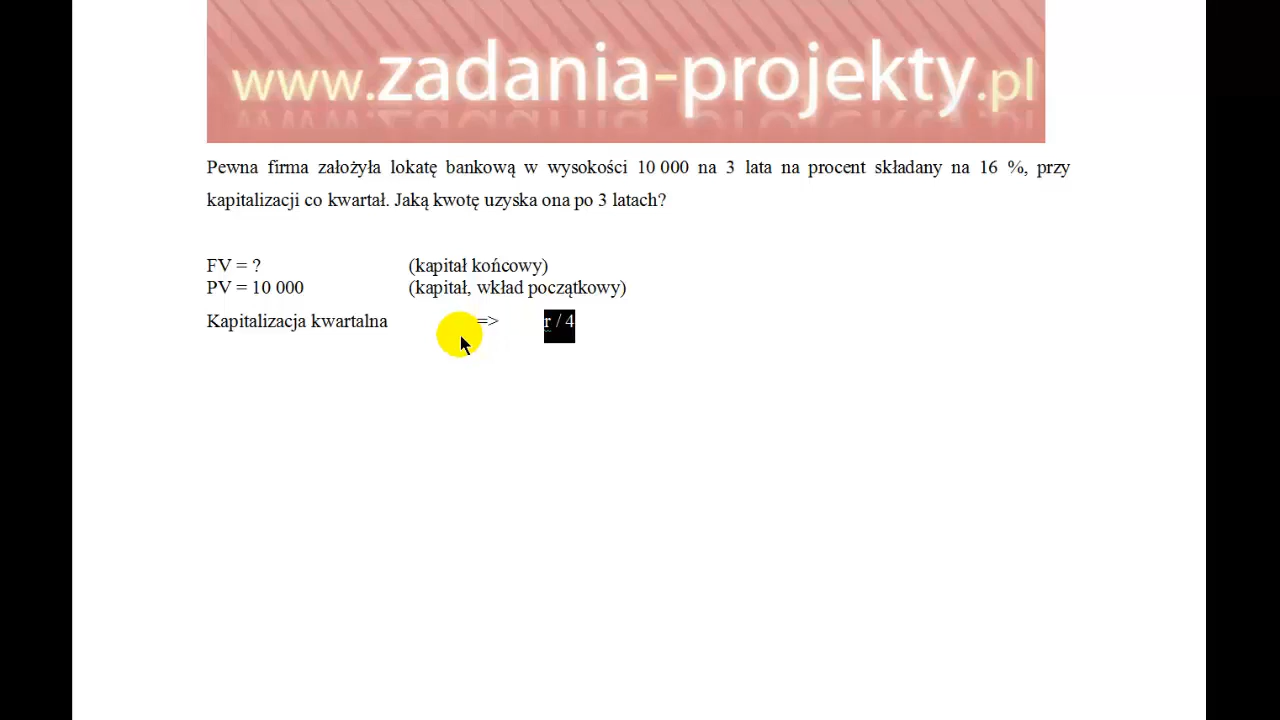 www.zadania-projekty.pl
Pewna firma założyła lokatę bankową w wysokości 10 000 na 3 lata na procent składany na 16 %, przy
kapitalizacji co kwartał. Jaką kwotę uzyska ona po 3 latach?
FV = ? (kapitał końcowy)
PV = 10 000 (kapitał, wkład początkowy)
Kapitalizacja kwartalna => r / 4